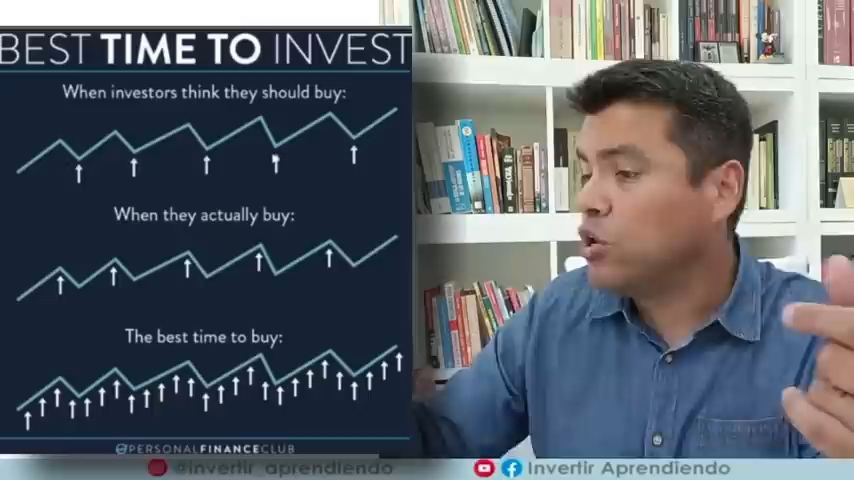 BEST TIME TO INVEST
When investors think they should buy:
When they actually buy:
The best time to buy:
@PERSONALFINANCECLUB
@invertir_aprendiendo
Invertir Aprendiendo